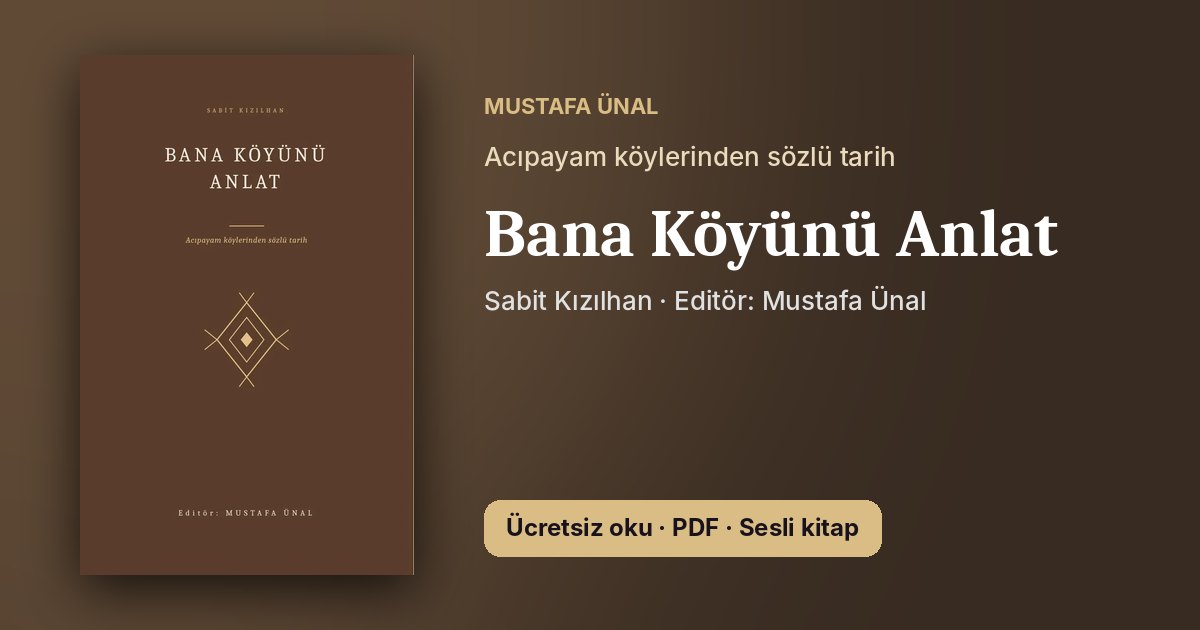 SABİT KIZILHAN
BANA KÖYÜNÜ
ANLAT
Acıpayam köylerinden sözlü tarih
Editör: MUSTAFA ÜNAL
MUSTAFA ÜNAL
Acıpayam köylerinden sözlü tarih
Bana Köyünü Anlat
Sabit Kızılhan · Editör: Mustafa Ünal
Ücretsiz oku · PDF · Sesli kitap